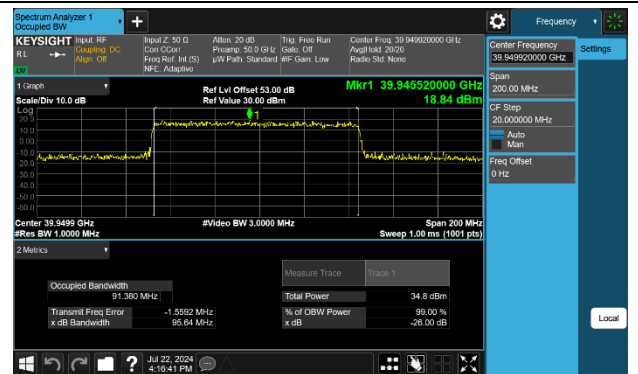 Spectrum Analyzer 1
Occupied BW
Frequency
KEYSIGHT
RL
Input: RF
Coupling: DC
Align: Off
Input Z: 50 Ω
Corr CCorr
Freq Ref: Int (S)
NFE: Adaptive
Atten: 20 dB
Preamp: 50.0 GHz
µW Path: Standard
Trig: Free Run
Gate: Off
#IF Gain: Low
Center Freq: 39.949920000 GHz
Avg|Hold: 20/20
Radio Std: None
1 Graph
Scale/Div 10.0 dB
Ref Lvl Offset 53.00 dB
Ref Value 30.00 dBm
Mkr1 39.945520000 GHz
18.84 dBm
Log
20.0
10.0
0.00
-10.0
-20.0
-30.0
-40.0
-50.0
-60.0
1
Center 39.9499 GHz
#Res BW 1.0000 MHz
#Video BW 3.0000 MHz
Span 200 MHz
Sweep 1.00 ms (1001 pts)
2 Metrics
Measure Trace
Trace 1
Occupied Bandwidth
91.380 MHz
Total Power
34.8 dBm
Transmit Freq Error
-1.5592 MHz
% of OBW Power
99.00 %
x dB Bandwidth
95.64 MHz
x dB
-26.00 dB
Center Frequency
39.949920000 GHz
Settings
Span
200.00 MHz
CF Step
20.000000 MHz
Auto
Man
Freq Offset
0 Hz
Local
?
Jul 22, 2024
4:16:41 PM